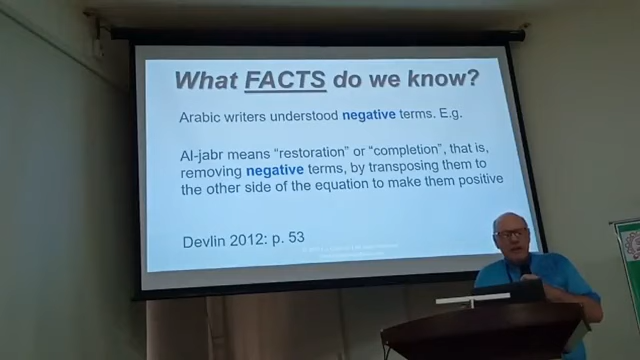 What FACTS do we know?
Arabic writers understood negative terms. E.g.
Al-jabr means “restoration” or “completion”, that is,
removing negative terms, by transposing them to
the other side of the equation to make them positive
Devlin 2012: p. 53